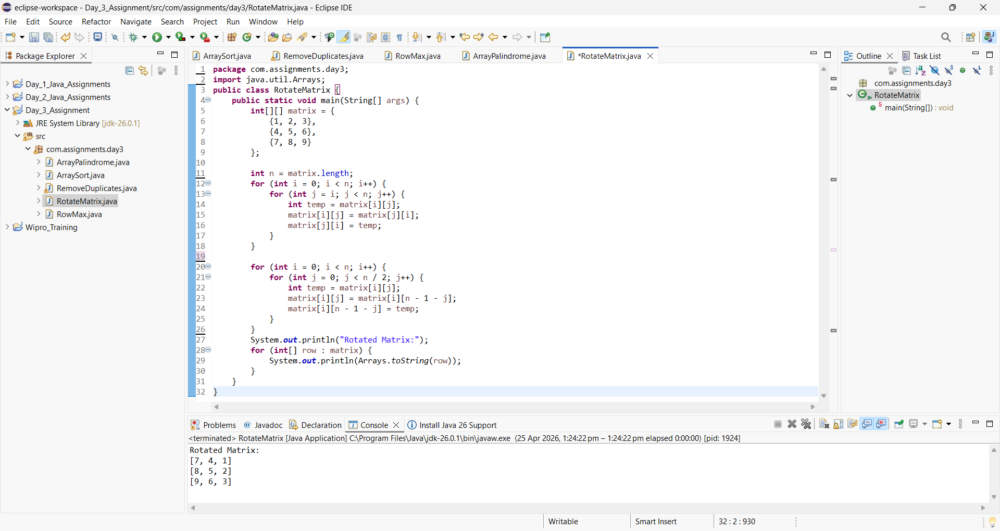 eclipse-workspace - Day_3_Assignment/src/com/assignments/day3/RotateMatrix.java - Eclipse IDE
File Edit Source Refactor Navigate Search Project Run Window Help
Package Explorer
Day_1_Java_Assignments
Day_2_Java_Assignments
Day_3_Assignment
JRE System Library [jdk-26.0.1]
src
com.assignments.day3
ArrayPalindrome.java
ArraySort.java
RemoveDuplicates.java
RotateMatrix.java
RowMax.java
Wipro_Training
ArraySort.java RemoveDuplicates.java RowMax.java ArrayPalindrome.java *RotateMatrix.java
1 package com.assignments.day3;
2 import java.util.Arrays;
3 public class RotateMatrix {
4 public static void main(String[] args) {
5 int[][] matrix = {
6 {1, 2, 3},
7 {4, 5, 6},
8 {7, 8, 9}
9 };
10
11 int n = matrix.length;
12 for (int i = 0; i < n; i++) {
13 for (int j = i; j < n; j++) {
14 int temp = matrix[i][j];
15 matrix[i][j] = matrix[j][i];
16 matrix[j][i] = temp;
17 }
18 }
19
20 for (int i = 0; i < n; i++) {
21 for (int j = 0; j < n / 2; j++) {
22 int temp = matrix[i][j];
23 matrix[i][j] = matrix[i][n - 1 - j];
24 matrix[i][n - 1 - j] = temp;
25 }
26 }
27 System.out.println("Rotated Matrix:");
28 for (int[] row : matrix) {
29 System.out.println(Arrays.toString(row));
30 }
31 }
32 }
Outline Task List
com.assignments.day3
RotateMatrix
main(String[]) : void
Problems Javadoc Declaration Console Install Java 26 Support
<terminated> RotateMatrix [Java Application] C:\Program Files\Java\jdk-26.0.1\bin\javaw.exe (25 Apr 2026, 1:24:22 pm – 1:24:22 pm elapsed 0:00:00) [pid: 1924]
Rotated Matrix:
[7, 4, 1]
[8, 5, 2]
[9, 6, 3]
Writable Smart Insert 32 : 2 : 930